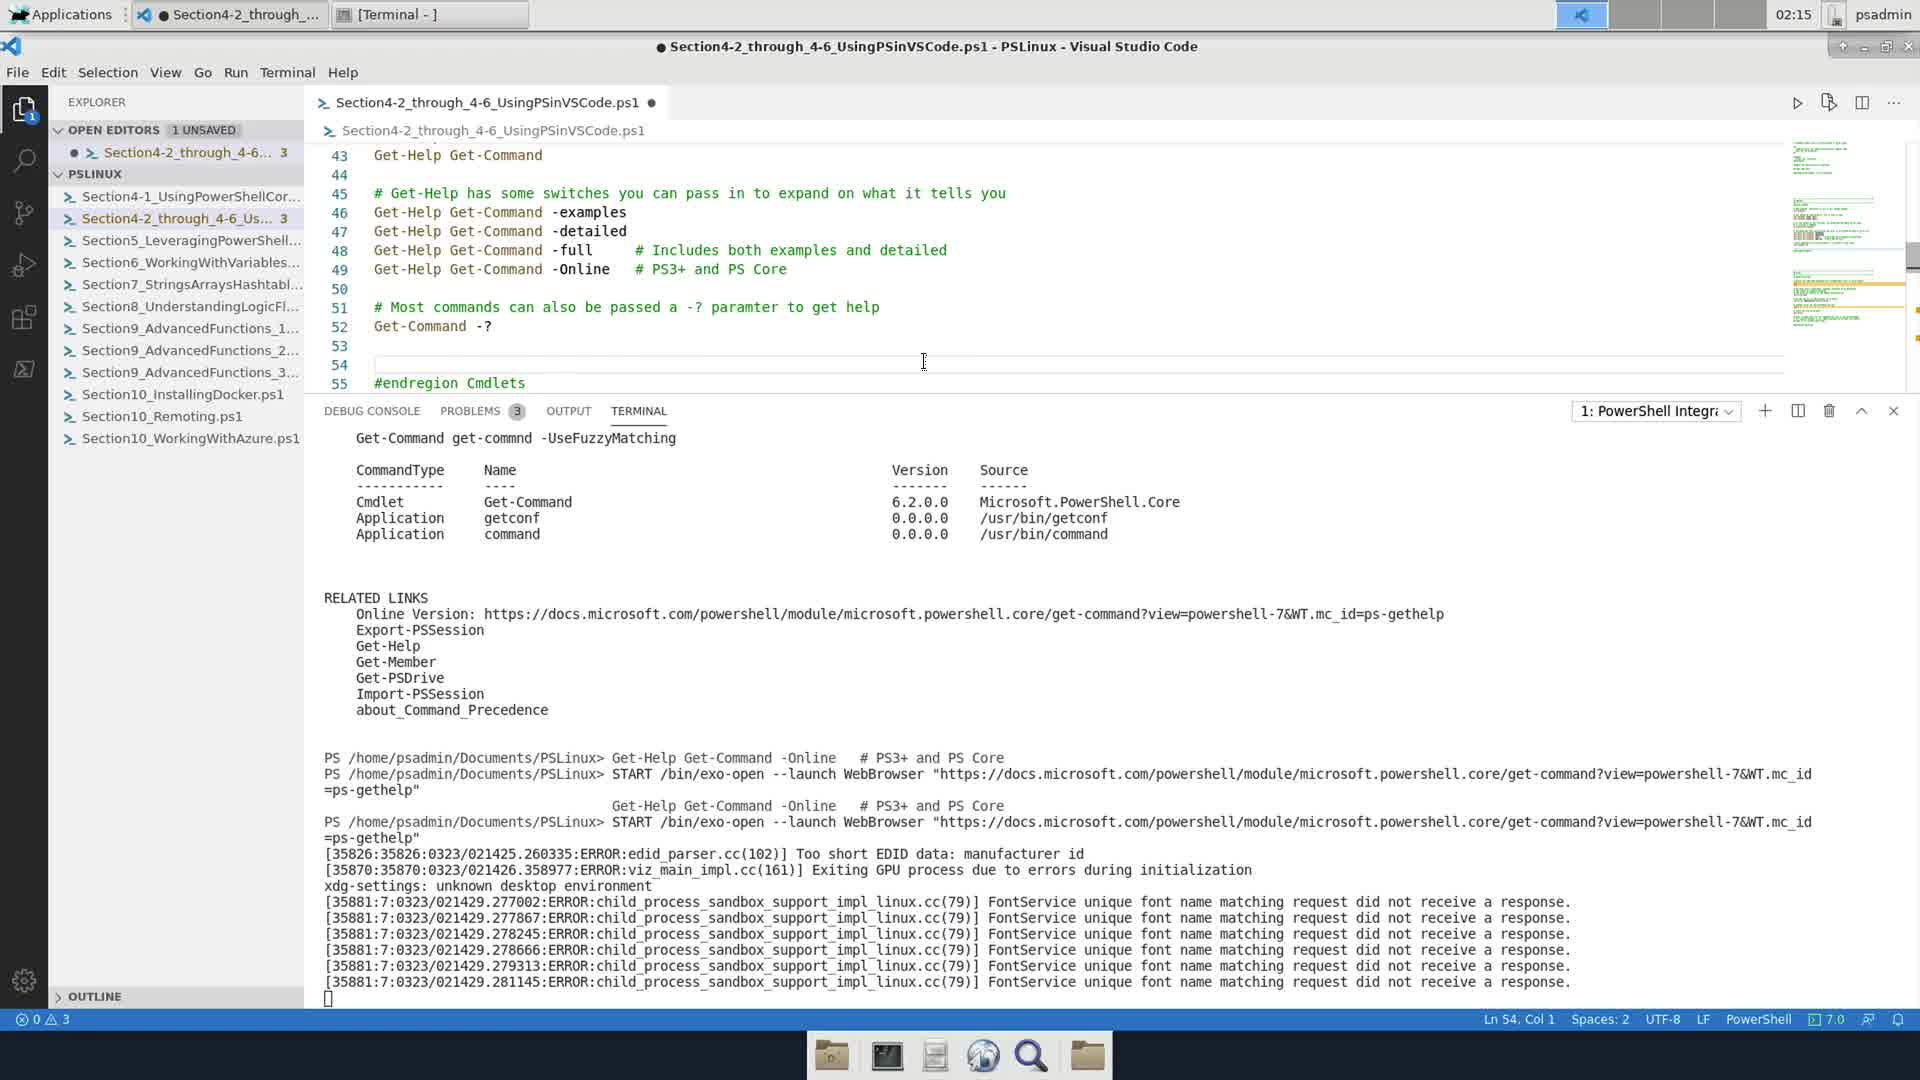 Applications
● Section4-2_through_...
[Terminal - ]
02:15
psadmin
● Section4-2_through_4-6_UsingPSinVSCode.ps1 - PSLinux - Visual Studio Code
File Edit Selection View Go Run Terminal Help
EXPLORER
OPEN EDITORS 1 UNSAVED
● Section4-2_through_4-6... 3
PSLINUX
Section4-1_UsingPowerShellCor...
Section4-2_through_4-6_Us... 3
Section5_LeveragingPowerShell...
Section6_WorkingWithVariables...
Section7_StringsArraysHashtabl...
Section8_UnderstandingLogicFl...
Section9_AdvancedFunctions_1...
Section9_AdvancedFunctions_2...
Section9_AdvancedFunctions_3...
Section10_InstallingDocker.ps1
Section10_Remoting.ps1
Section10_WorkingWithAzure.ps1
OUTLINE
1
Section4-2_through_4-6_UsingPSinVSCode.ps1 ●
Section4-2_through_4-6_UsingPSinVSCode.ps1
43 Get-Help Get-Command
44
45 # Get-Help has some switches you can pass in to expand on what it tells you
46 Get-Help Get-Command -examples
47 Get-Help Get-Command -detailed
48 Get-Help Get-Command -full     # Includes both examples and detailed
49 Get-Help Get-Command -Online   # PS3+ and PS Core
50
51 # Most commands can also be passed a -? paramter to get help
52 Get-Command -?
53
54
55 #endregion Cmdlets
DEBUG CONSOLE PROBLEMS 3 OUTPUT TERMINAL
1: PowerShell Integra
Get-Command get-commnd -UseFuzzyMatching
CommandType     Name                                               Version    Source
-----------     ----                                               -------    ------
Cmdlet          Get-Command                                        6.2.0.0    Microsoft.PowerShell.Core
Application     getconf                                            0.0.0.0    /usr/bin/getconf
Application     command                                            0.0.0.0    /usr/bin/command
RELATED LINKS
Online Version: https://docs.microsoft.com/powershell/module/microsoft.powershell.core/get-command?view=powershell-7&WT.mc_id=ps-gethelp
Export-PSSession
Get-Help
Get-Member
Get-PSDrive
Import-PSSession
about_Command_Precedence
PS /home/psadmin/Documents/PSLinux> Get-Help Get-Command -Online   # PS3+ and PS Core
PS /home/psadmin/Documents/PSLinux> START /bin/exo-open --launch WebBrowser "https://docs.microsoft.com/powershell/module/microsoft.powershell.core/get-command?view=powershell-7&WT.mc_id
=ps-gethelp"
Get-Help Get-Command -Online   # PS3+ and PS Core
PS /home/psadmin/Documents/PSLinux> START /bin/exo-open --launch WebBrowser "https://docs.microsoft.com/powershell/module/microsoft.powershell.core/get-command?view=powershell-7&WT.mc_id
=ps-gethelp"
[35826:35826:0323/021425.260335:ERROR:edid_parser.cc(102)] Too short EDID data: manufacturer id
[35870:35870:0323/021426.358977:ERROR:viz_main_impl.cc(161)] Exiting GPU process due to errors during initialization
xdg-settings: unknown desktop environment
[35881:7:0323/021429.277002:ERROR:child_process_sandbox_support_impl_linux.cc(79)] FontService unique font name matching request did not receive a response.
[35881:7:0323/021429.277867:ERROR:child_process_sandbox_support_impl_linux.cc(79)] FontService unique font name matching request did not receive a response.
[35881:7:0323/021429.278245:ERROR:child_process_sandbox_support_impl_linux.cc(79)] FontService unique font name matching request did not receive a response.
[35881:7:0323/021429.278666:ERROR:child_process_sandbox_support_impl_linux.cc(79)] FontService unique font name matching request did not receive a response.
[35881:7:0323/021429.279313:ERROR:child_process_sandbox_support_impl_linux.cc(79)] FontService unique font name matching request did not receive a response.
[35881:7:0323/021429.281145:ERROR:child_process_sandbox_support_impl_linux.cc(79)] FontService unique font name matching request did not receive a response.
0 3
Ln 54, Col 1 Spaces: 2 UTF-8 LF PowerShell 7.0